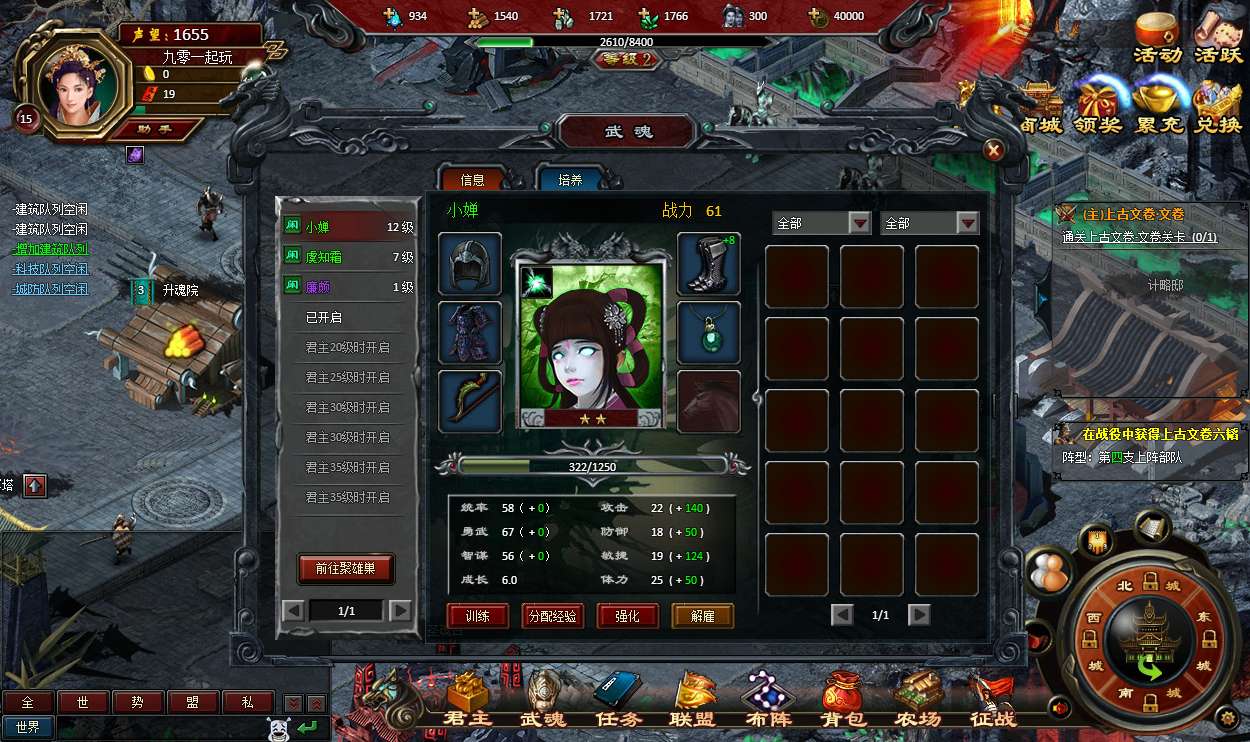 934 1540 1721 1766 300 40000
2610/8400
等级 2
声望：1655
九零一起玩
0
19
15
助手
活动 活跃
商城 领奖 累充 兑换
-建筑队列空闲
-建筑队列空闲
-增加建筑队列
-科技队列空闲
-城防队列空闲
3 升魂院
塔
武魂
信息 培养
闲 小婵 12 级
闲 虞知霜 7 级
闲 廉颇 1 级
已开启
君主20级时开启
君主25级时开启
君主30级时开启
君主30级时开启
君主35级时开启
君主35级时开启
前往聚雄巢
1/1
小婵 战力 61
+8
322/1250
统率 58 ( + 0 ) 攻击 22 ( + 140 )
勇武 67 ( + 0 ) 防御 18 ( + 50 )
智谋 56 ( + 0 ) 敏捷 19 ( + 124 )
成长 6.0 体力 25 ( + 50 )
训练 分配经验 强化 解雇
全部 全部
1/1
(主)上古文卷·文卷
通关上古文卷·文卷关卡 (0/1)
计略邸
在战役中获得上古文卷六韬
阵型：第四支上阵部队
北城
西城
东城
南城
全 世 势 盟 私
世界
君主 武魂 任务 联盟 布阵 背包 农场 征战